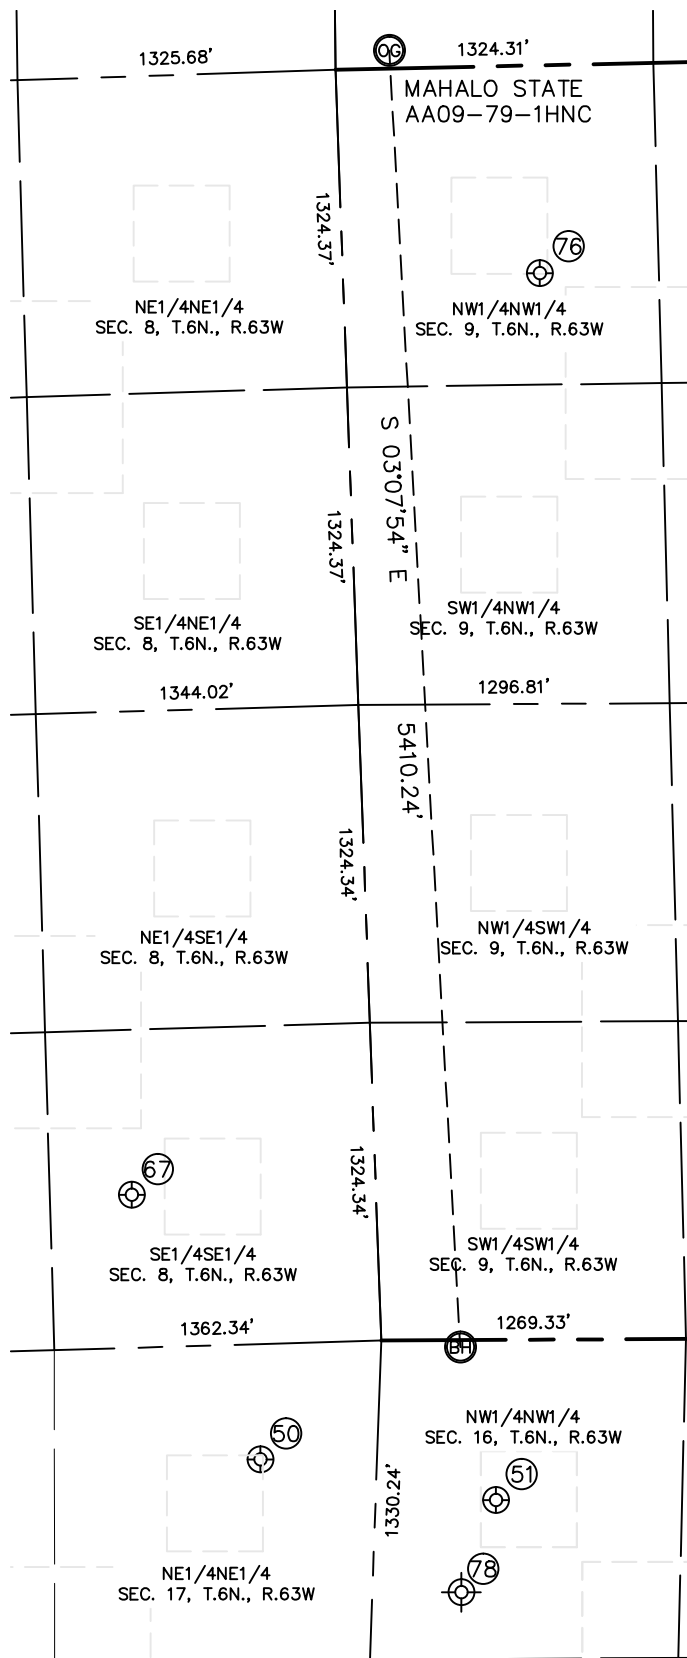 1325.68'
OG
1324.31'
MAHALO STATE
AA09-79-1HNC
1324.37'
76
NE1/4NE1/4
SEC. 8, T.6N., R.63W
NW1/4NW1/4
SEC. 9, T.6N., R.63W
S 03°07'54" E
1324.37'
SE1/4NE1/4
SEC. 8, T.6N., R.63W
SW1/4NW1/4
SEC. 9, T.6N., R.63W
1344.02'
1296.81'
5410.24'
1324.34'
NE1/4SE1/4
SEC. 8, T.6N., R.63W
NW1/4SW1/4
SEC. 9, T.6N., R.63W
67
1324.34'
SE1/4SE1/4
SEC. 8, T.6N., R.63W
SW1/4SW1/4
SEC. 9, T.6N., R.63W
1362.34'
1269.33'
BH
NW1/4NW1/4
SEC. 16, T.6N., R.63W
50
51
1330.24'
78
NE1/4NE1/4
SEC. 17, T.6N., R.63W